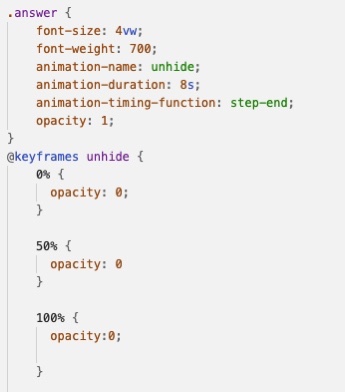 .answer {
font-size: 4vw;
font-weight: 700;
animation-name: unhide;
animation-duration: 8s;
animation-timing-function: step-end;
opacity: 1;
}
@keyframes unhide {
0% {
opacity: 0;
}
50% {
opacity: 0
}
100% {
opacity:0;
}